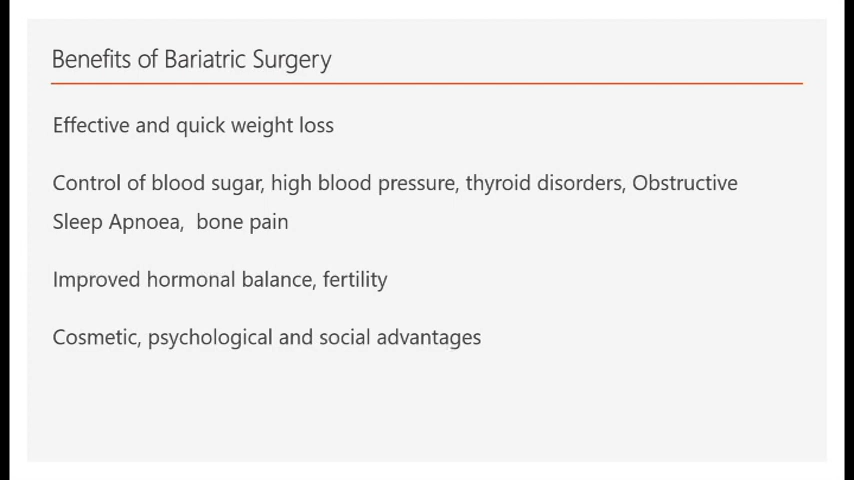 Benefits of Bariatric Surgery
Effective and quick weight loss
Control of blood sugar, high blood pressure, thyroid disorders, Obstructive
Sleep Apnoea,  bone pain
Improved hormonal balance, fertility
Cosmetic, psychological and social advantages